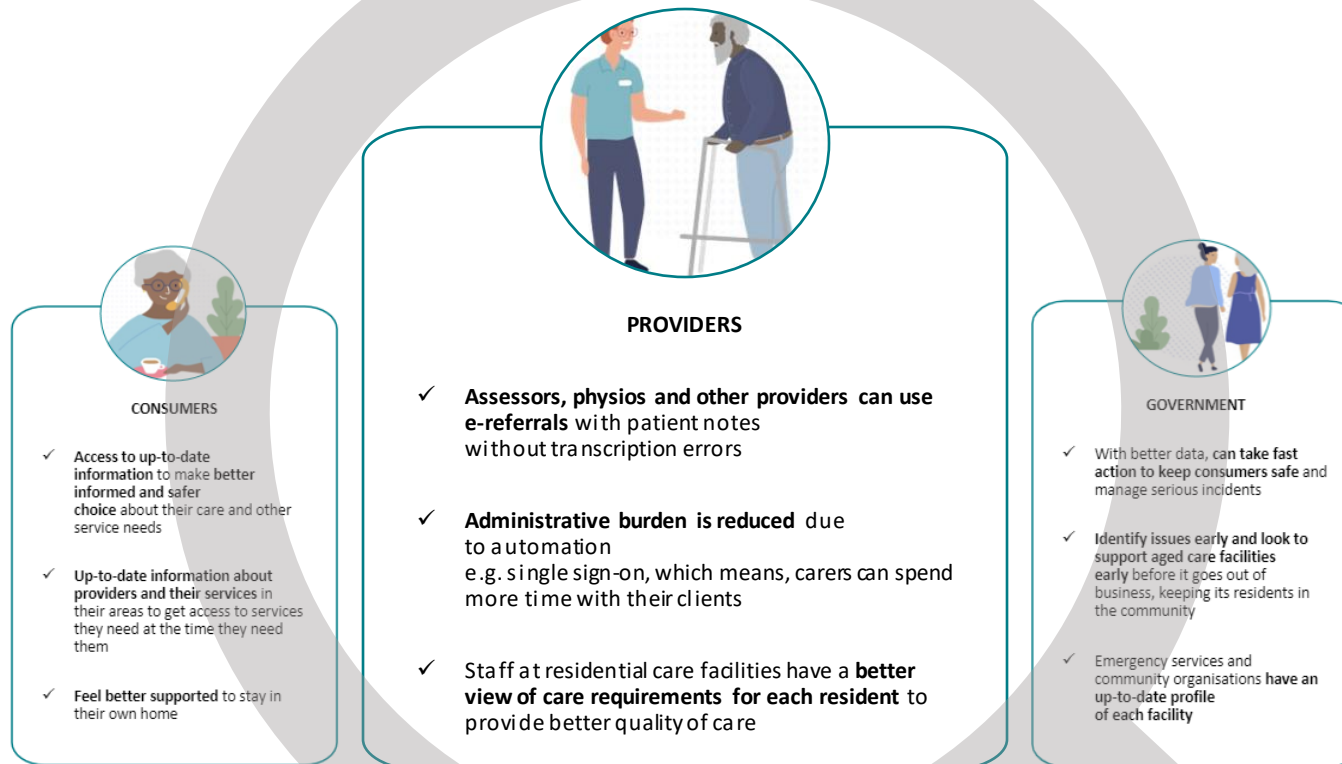 CONSUMERS
✓ Access to up-to-date
information to make better
informed and safer
choice about their care and other
service needs
✓ Up-to-date information about
providers and their services in
their areas to get access to services
they need at the time they need
them
✓ Feel better supported to stay in
their own home
PROVIDERS
✓ Assessors, physios and other providers can use
e-referrals with patient notes
without transcription errors
✓ Administrative burden is reduced due
to automation
e.g. single sign-on, which means, carers can spend
more time with their clients
✓ Staff at residential care facilities have a better
view of care requirements for each resident to
provide better quality of care
GOVERNMENT
✓ With better data, can take fast
action to keep consumers safe and
manage serious incidents
✓ Identify issues early and look to
support aged care facilities
early before it goes out of
business, keeping its residents in
the community
✓ Emergency services and
community organisations have an
up-to-date profile
of each facility